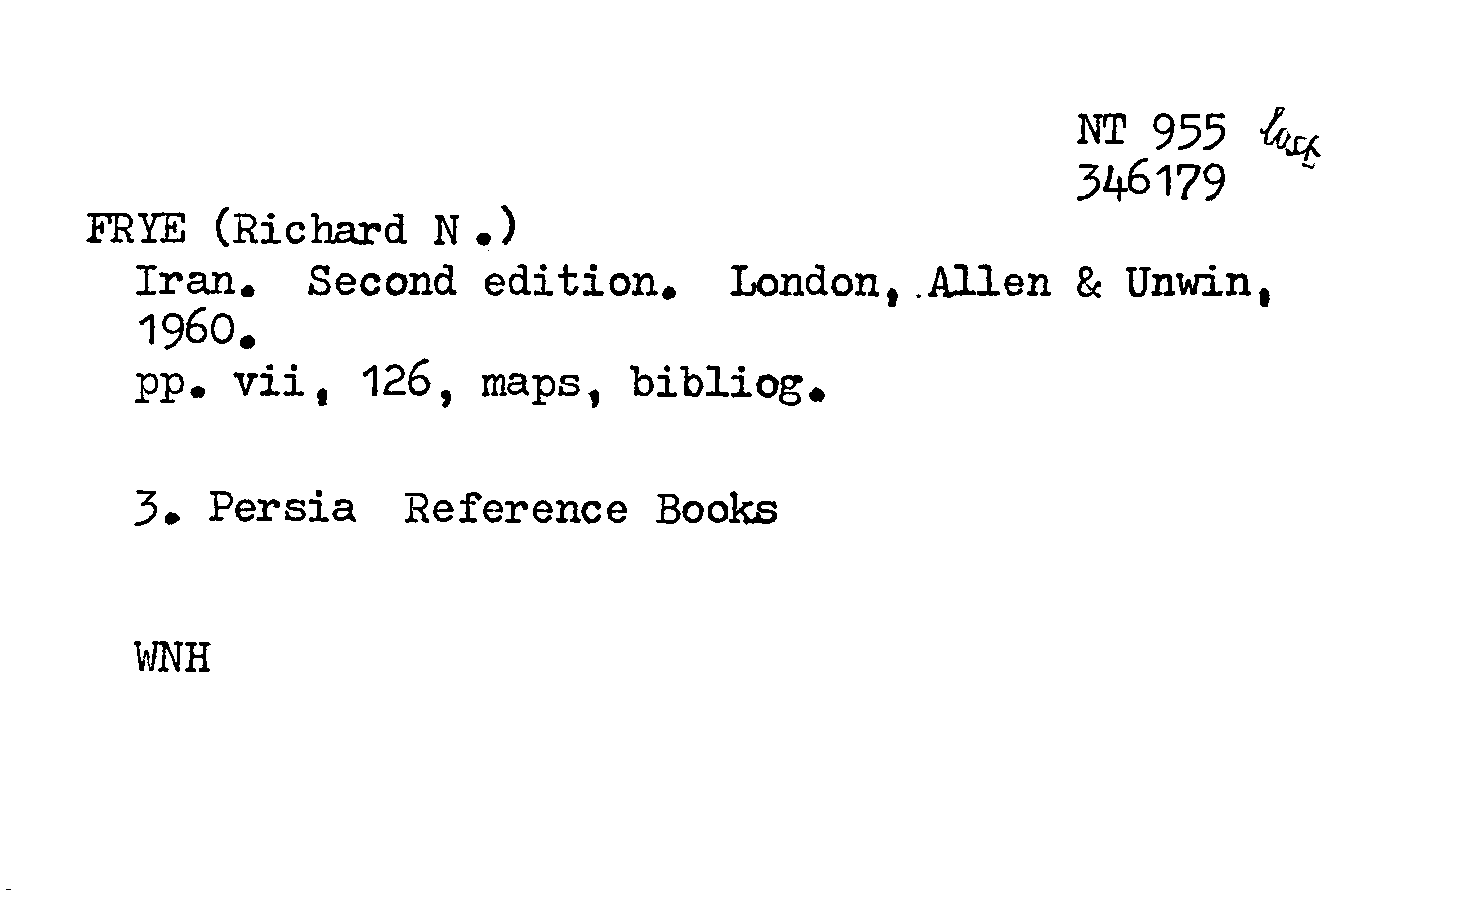 NT 955 lost
346179
FRYE (Richard N.)
Iran. Second edition. London, Allen & Unwin,
1960.
pp. vii, 126, maps, bibliog.
3. Persia Reference Books
WNH